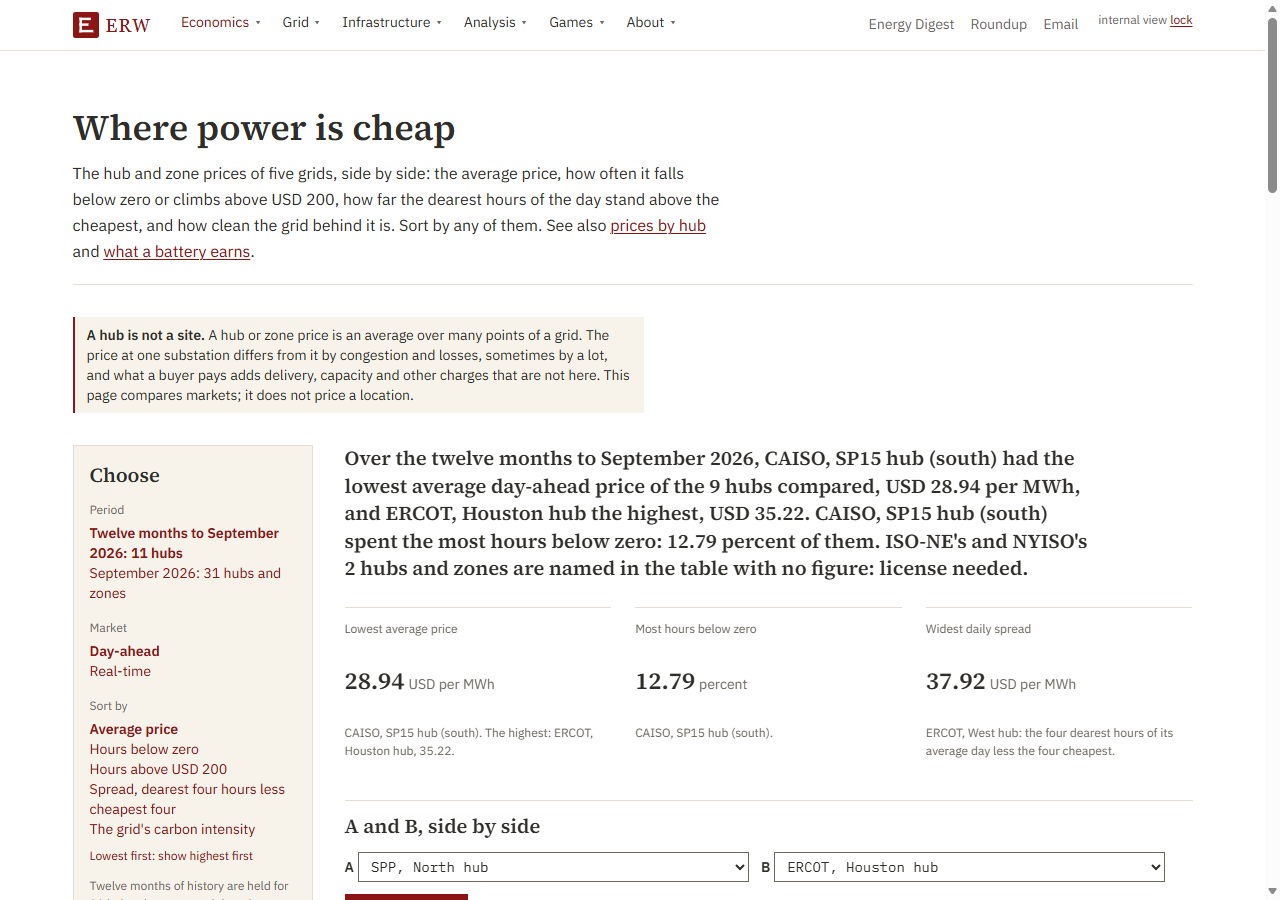 E ERW Economics Grid Infrastructure Analysis Games About Energy Digest Roundup Email internal view lock
Where power is cheap
The hub and zone prices of five grids, side by side: the average price, how often it falls
below zero or climbs above USD 200, how far the dearest hours of the day stand above the
cheapest, and how clean the grid behind it is. Sort by any of them. See also prices by hub
and what a battery earns.
A hub is not a site. A hub or zone price is an average over many points of a grid. The
price at one substation differs from it by congestion and losses, sometimes by a lot,
and what a buyer pays adds delivery, capacity and other charges that are not here. This
page compares markets; it does not price a location.
Choose
Period
Twelve months to September
2026: 11 hubs
September 2026: 31 hubs and
zones
Market
Day-ahead
Real-time
Sort by
Average price
Hours below zero
Hours above USD 200
Spread, dearest four hours less
cheapest four
The grid's carbon intensity
Lowest first: show highest first
Twelve months of history are held for
Over the twelve months to September 2026, CAISO, SP15 hub (south) had the
lowest average day-ahead price of the 9 hubs compared, USD 28.94 per MWh,
and ERCOT, Houston hub the highest, USD 35.22. CAISO, SP15 hub (south)
spent the most hours below zero: 12.79 percent of them. ISO-NE's and NYISO's
2 hubs and zones are named in the table with no figure: license needed.
Lowest average price
28.94 USD per MWh
CAISO, SP15 hub (south). The highest: ERCOT,
Houston hub, 35.22.
Most hours below zero
12.79 percent
CAISO, SP15 hub (south).
Widest daily spread
37.92 USD per MWh
ERCOT, West hub: the four dearest hours of its
average day less the four cheapest.
A and B, side by side
A SPP, North hub B ERCOT, Houston hub